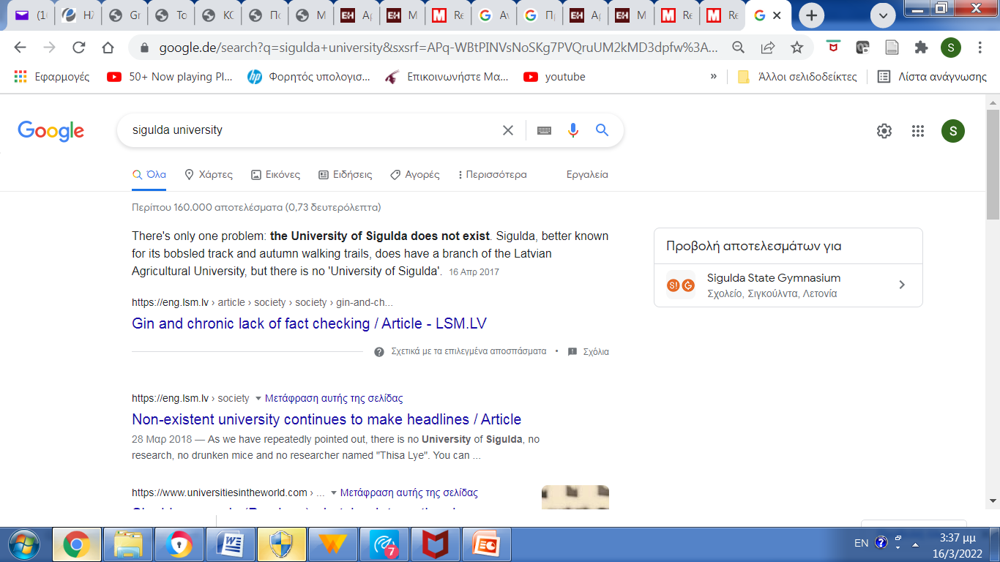 (1(
ΗΛ
Gr
Το
ΚΟ
Πο
Μ
E·H Αρ
E·H Μ
M Re
G Αν
G Πρ
E·H Αρ
E·H Μ
M Re
M Re
google.de/search?q=sigulda+university&sxsrf=APq-WBtPINVsNoSKg7PVQruUM2kMD3dpfw%3A...
S
Εφαρμογές
50+ Now playing Pl...
Φορητός υπολογισ...
Επικοινωνήστε Μα...
youtube
»
Άλλοι σελιδοδείκτες
Λίστα ανάγνωσης
Google
sigulda university
S
Όλα
Χάρτες
Εικόνες
Ειδήσεις
Αγορές
Περισσότερα
Εργαλεία
Περίπου 160.000 αποτελέσματα (0,73 δευτερόλεπτα)
There's only one problem: the University of Sigulda does not exist. Sigulda, better known
for its bobsled track and autumn walking trails, does have a branch of the Latvian
Agricultural University, but there is no 'University of Sigulda'. 16 Απρ 2017
https://eng.lsm.lv › article › society › society › gin-and-ch...
Gin and chronic lack of fact checking / Article - LSM.LV
Σχετικά με τα επιλεγμένα αποσπάσματα • Σχόλια
Προβολή αποτελεσμάτων για
S! G
Sigulda State Gymnasium
Σχολείο, Σιγκούλντα, Λετονία
https://eng.lsm.lv › society Μετάφραση αυτής της σελίδας
Non-existent university continues to make headlines / Article
28 Μαρ 2018 — As we have repeatedly pointed out, there is no University of Sigulda, no
research, no drunken mice and no researcher named "Thisa Lye". You can ...
https://www.universitiesintheworld.com › ... Μετάφραση αυτής της σελίδας
7
EN
3:37 μμ
16/3/2022